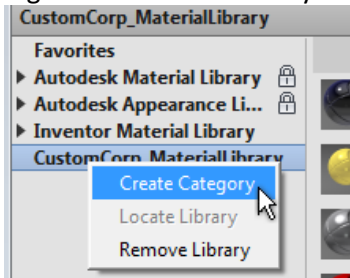 CustomCorp_MaterialLibrary
Favorites
Autodesk Material Library
Autodesk Appearance Li...
Inventor Material Library
CustomCorp_MaterialLibrary
Create Category
Locate Library
Remove Library